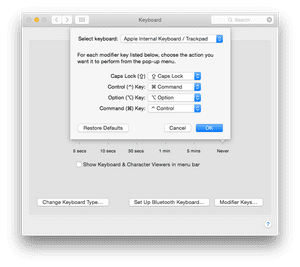 Keyboard
Search
Select keyboard: Apple Internal Keyboard / Trackpad
For each modifier key listed below, choose the action you
want it to perform from the pop-up menu.
Caps Lock (⇪) Key: ⇪ Caps Lock
Control (^) Key: ⌘ Command
Option (⌥) Key: ⌥ Option
Command (⌘) Key: ^ Control
Restore Defaults Cancel OK
5 secs 10 secs 30 secs 1 min 5 mins Never
Show Keyboard & Character Viewers in menu bar
Change Keyboard Type... Set Up Bluetooth Keyboard... Modifier Keys...
?